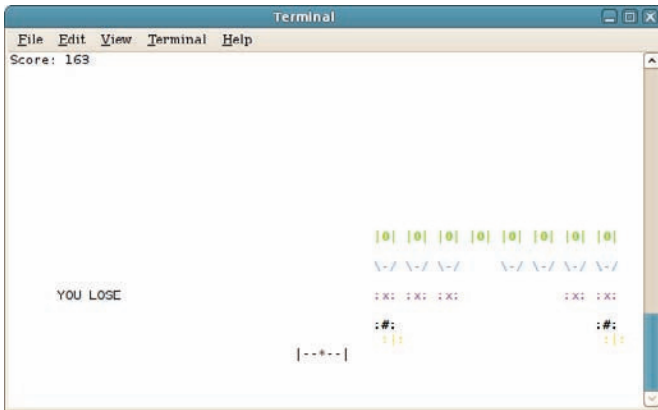 Terminal
File Edit View Terminal Help
Score: 163
|0| |0| |0| |0| |0| |0| |0| |0|
\-/ \-/ \-/ \-/ \-/ \-/ \-/
YOU LOSE :x: :x: :x: :x: :x:
:#: :#:
:|: :|:
|--*--|